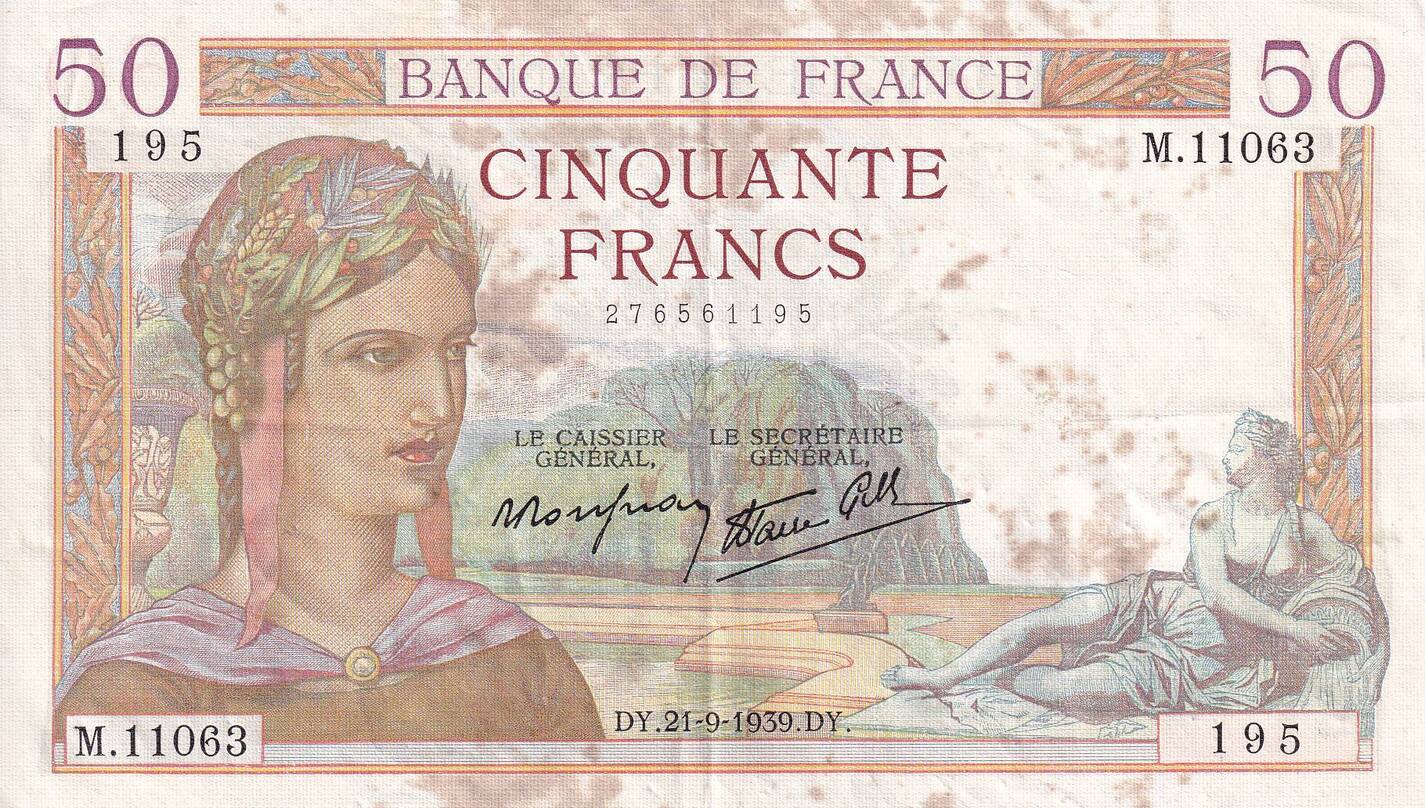 50 BANQUE DE FRANCE 50
195 M.11063
CINQUANTE
FRANCS
276561195
LE CAISSIER LE SECRÉTAIRE
GÉNÉRAL, GÉNÉRAL,
DY.21-9-1939.DY.
M.11063 195